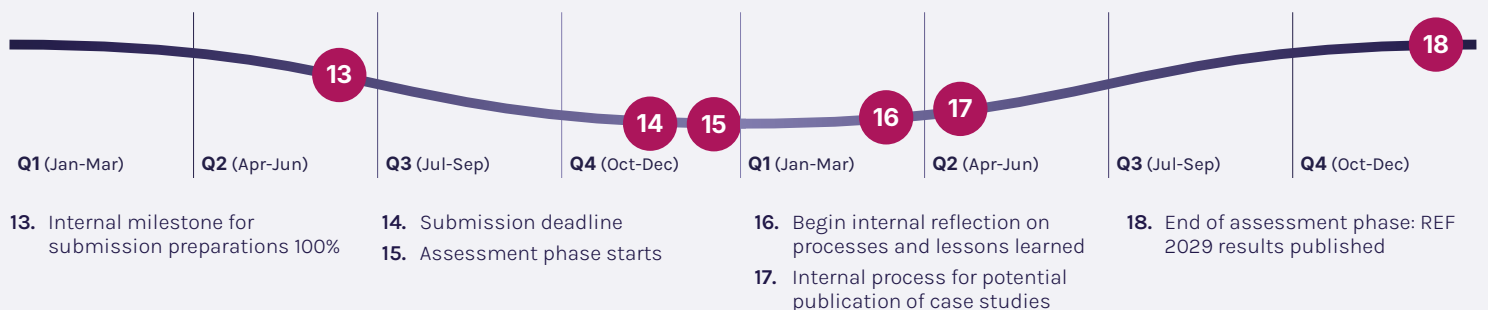 13
14
15
16
17
18
Q1 (Jan-Mar)
Q2 (Apr-Jun)
Q3 (Jul-Sep)
Q4 (Oct-Dec)
Q1 (Jan-Mar)
Q2 (Apr-Jun)
Q3 (Jul-Sep)
Q4 (Oct-Dec)
13. Internal milestone for
submission preparations 100%
14. Submission deadline
15. Assessment phase starts
16. Begin internal reflection on
processes and lessons learned
17. Internal process for potential
publication of case studies
18. End of assessment phase: REF
2029 results published